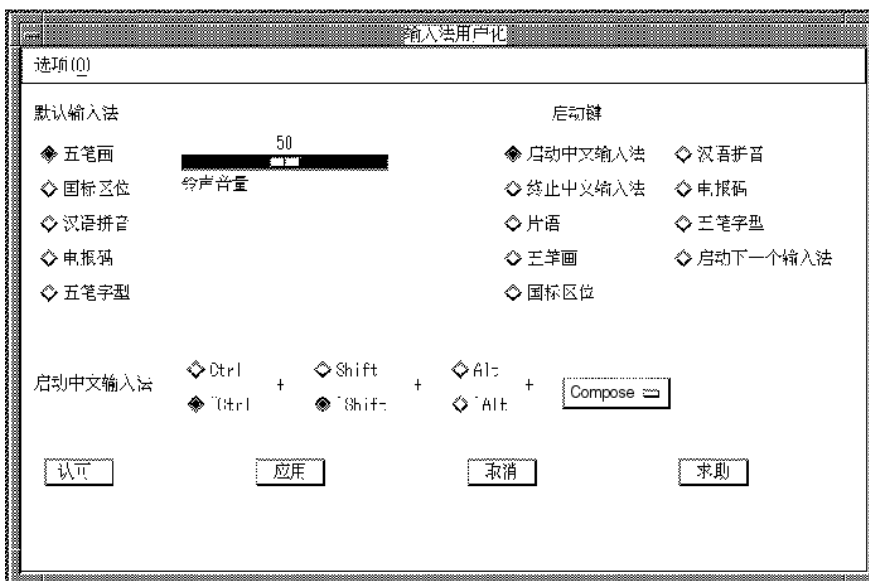 输入法用户化
选项(O)
默认输入法
启动键
50
铃声音量
五笔画
国标区位
汉语拼音
电报码
五笔字型
启动中文输入法
终止中文输入法
片语
五笔画
国标区位
汉语拼音
电报码
五笔字型
启动下一个输入法
启动中文输入法
Ctrl + Shift + Alt + Compose
~Ctrl ~Shift ~Alt
认可
应用
取消
求助